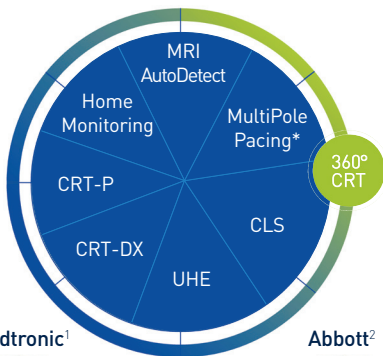 MRI
AutoDetect
Home
Monitoring
MultiPole
Pacing*
360°
CRT
CRT-P
CLS
CRT-DX
UHE
dtronic¹
Abbott²